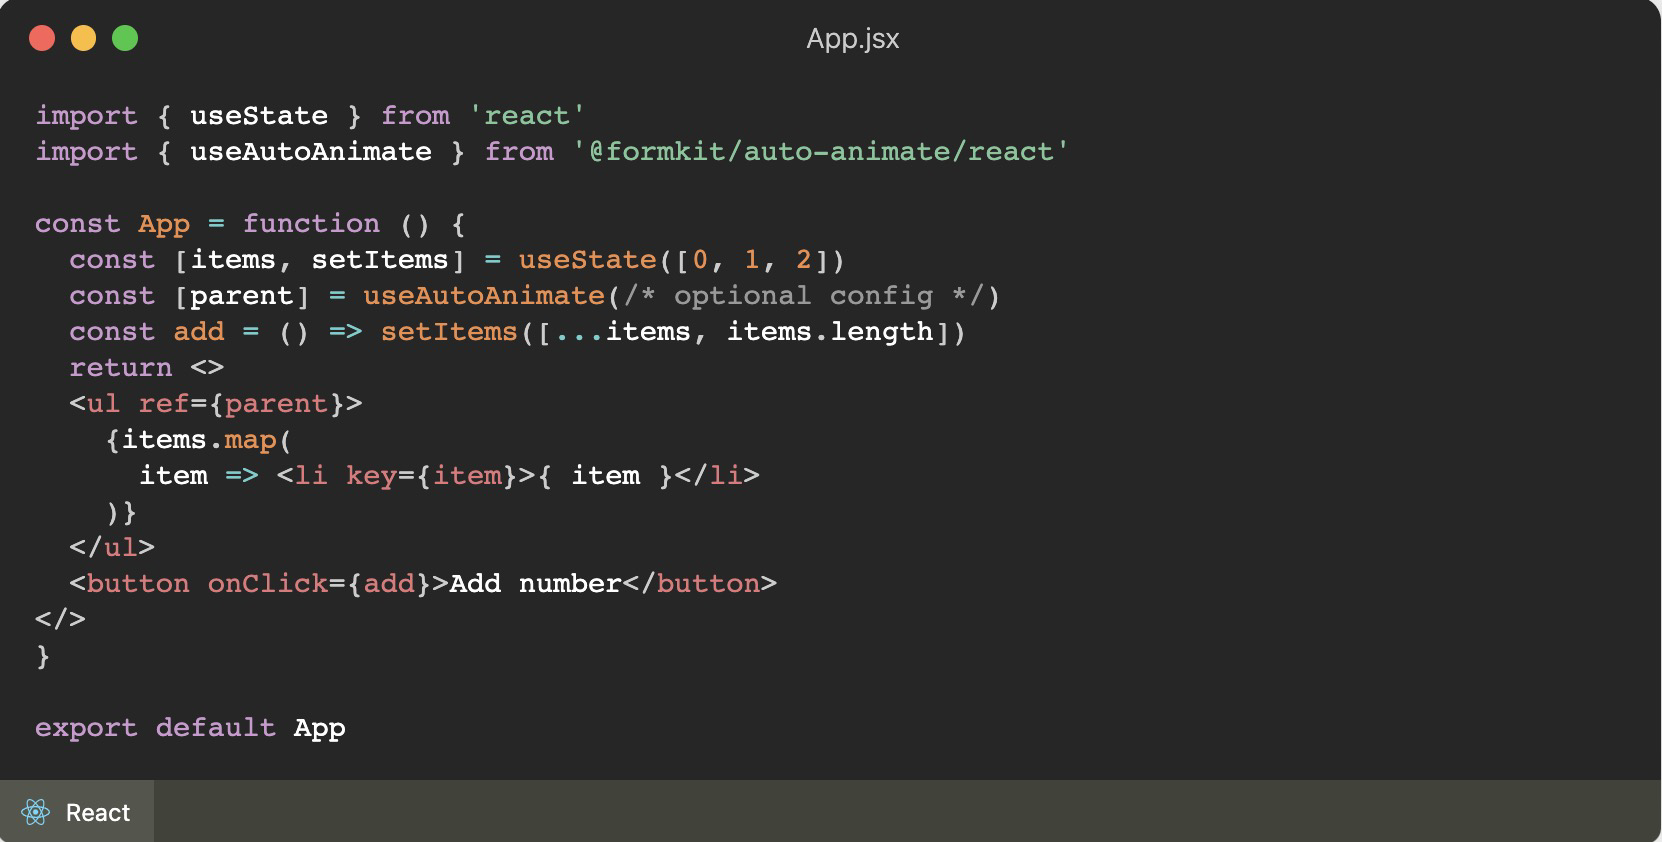 App.jsx
import { useState } from 'react'
import { useAutoAnimate } from '@formkit/auto-animate/react'
const App = function () {
  const [items, setItems] = useState([0, 1, 2])
  const [parent] = useAutoAnimate(/* optional config */)
  const add = () => setItems([...items, items.length])
  return <>
  <ul ref={parent}>
    {items.map(
      item => <li key={item}>{ item }</li>
    )}
  </ul>
  <button onClick={add}>Add number</button>
</>
}
export default App
React